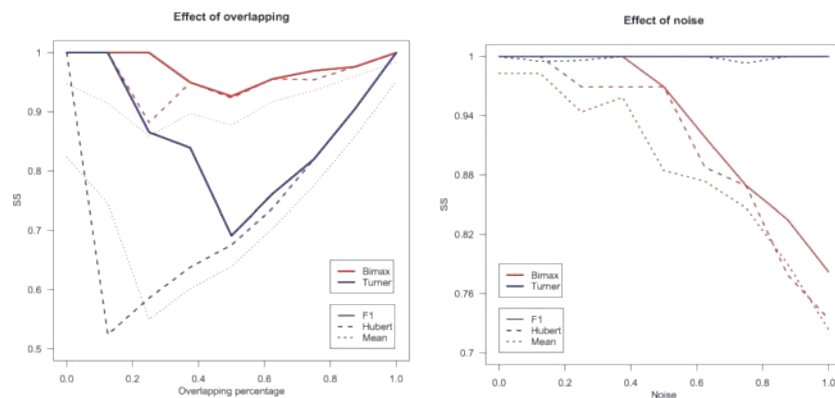 Effect of overlapping
SS
1
0.9
0.8
0.7
0.6
0.5
Bimax
Turner
F1
Hubert
Mean
0.0 0.2 0.4 0.6 0.8 1.0
Overlapping percentage
Effect of noise
SS
1
0.94
0.88
0.82
0.76
0.7
Bimax
Turner
F1
Hubert
Mean
0.0 0.2 0.4 0.6 0.8 1.0
Noise